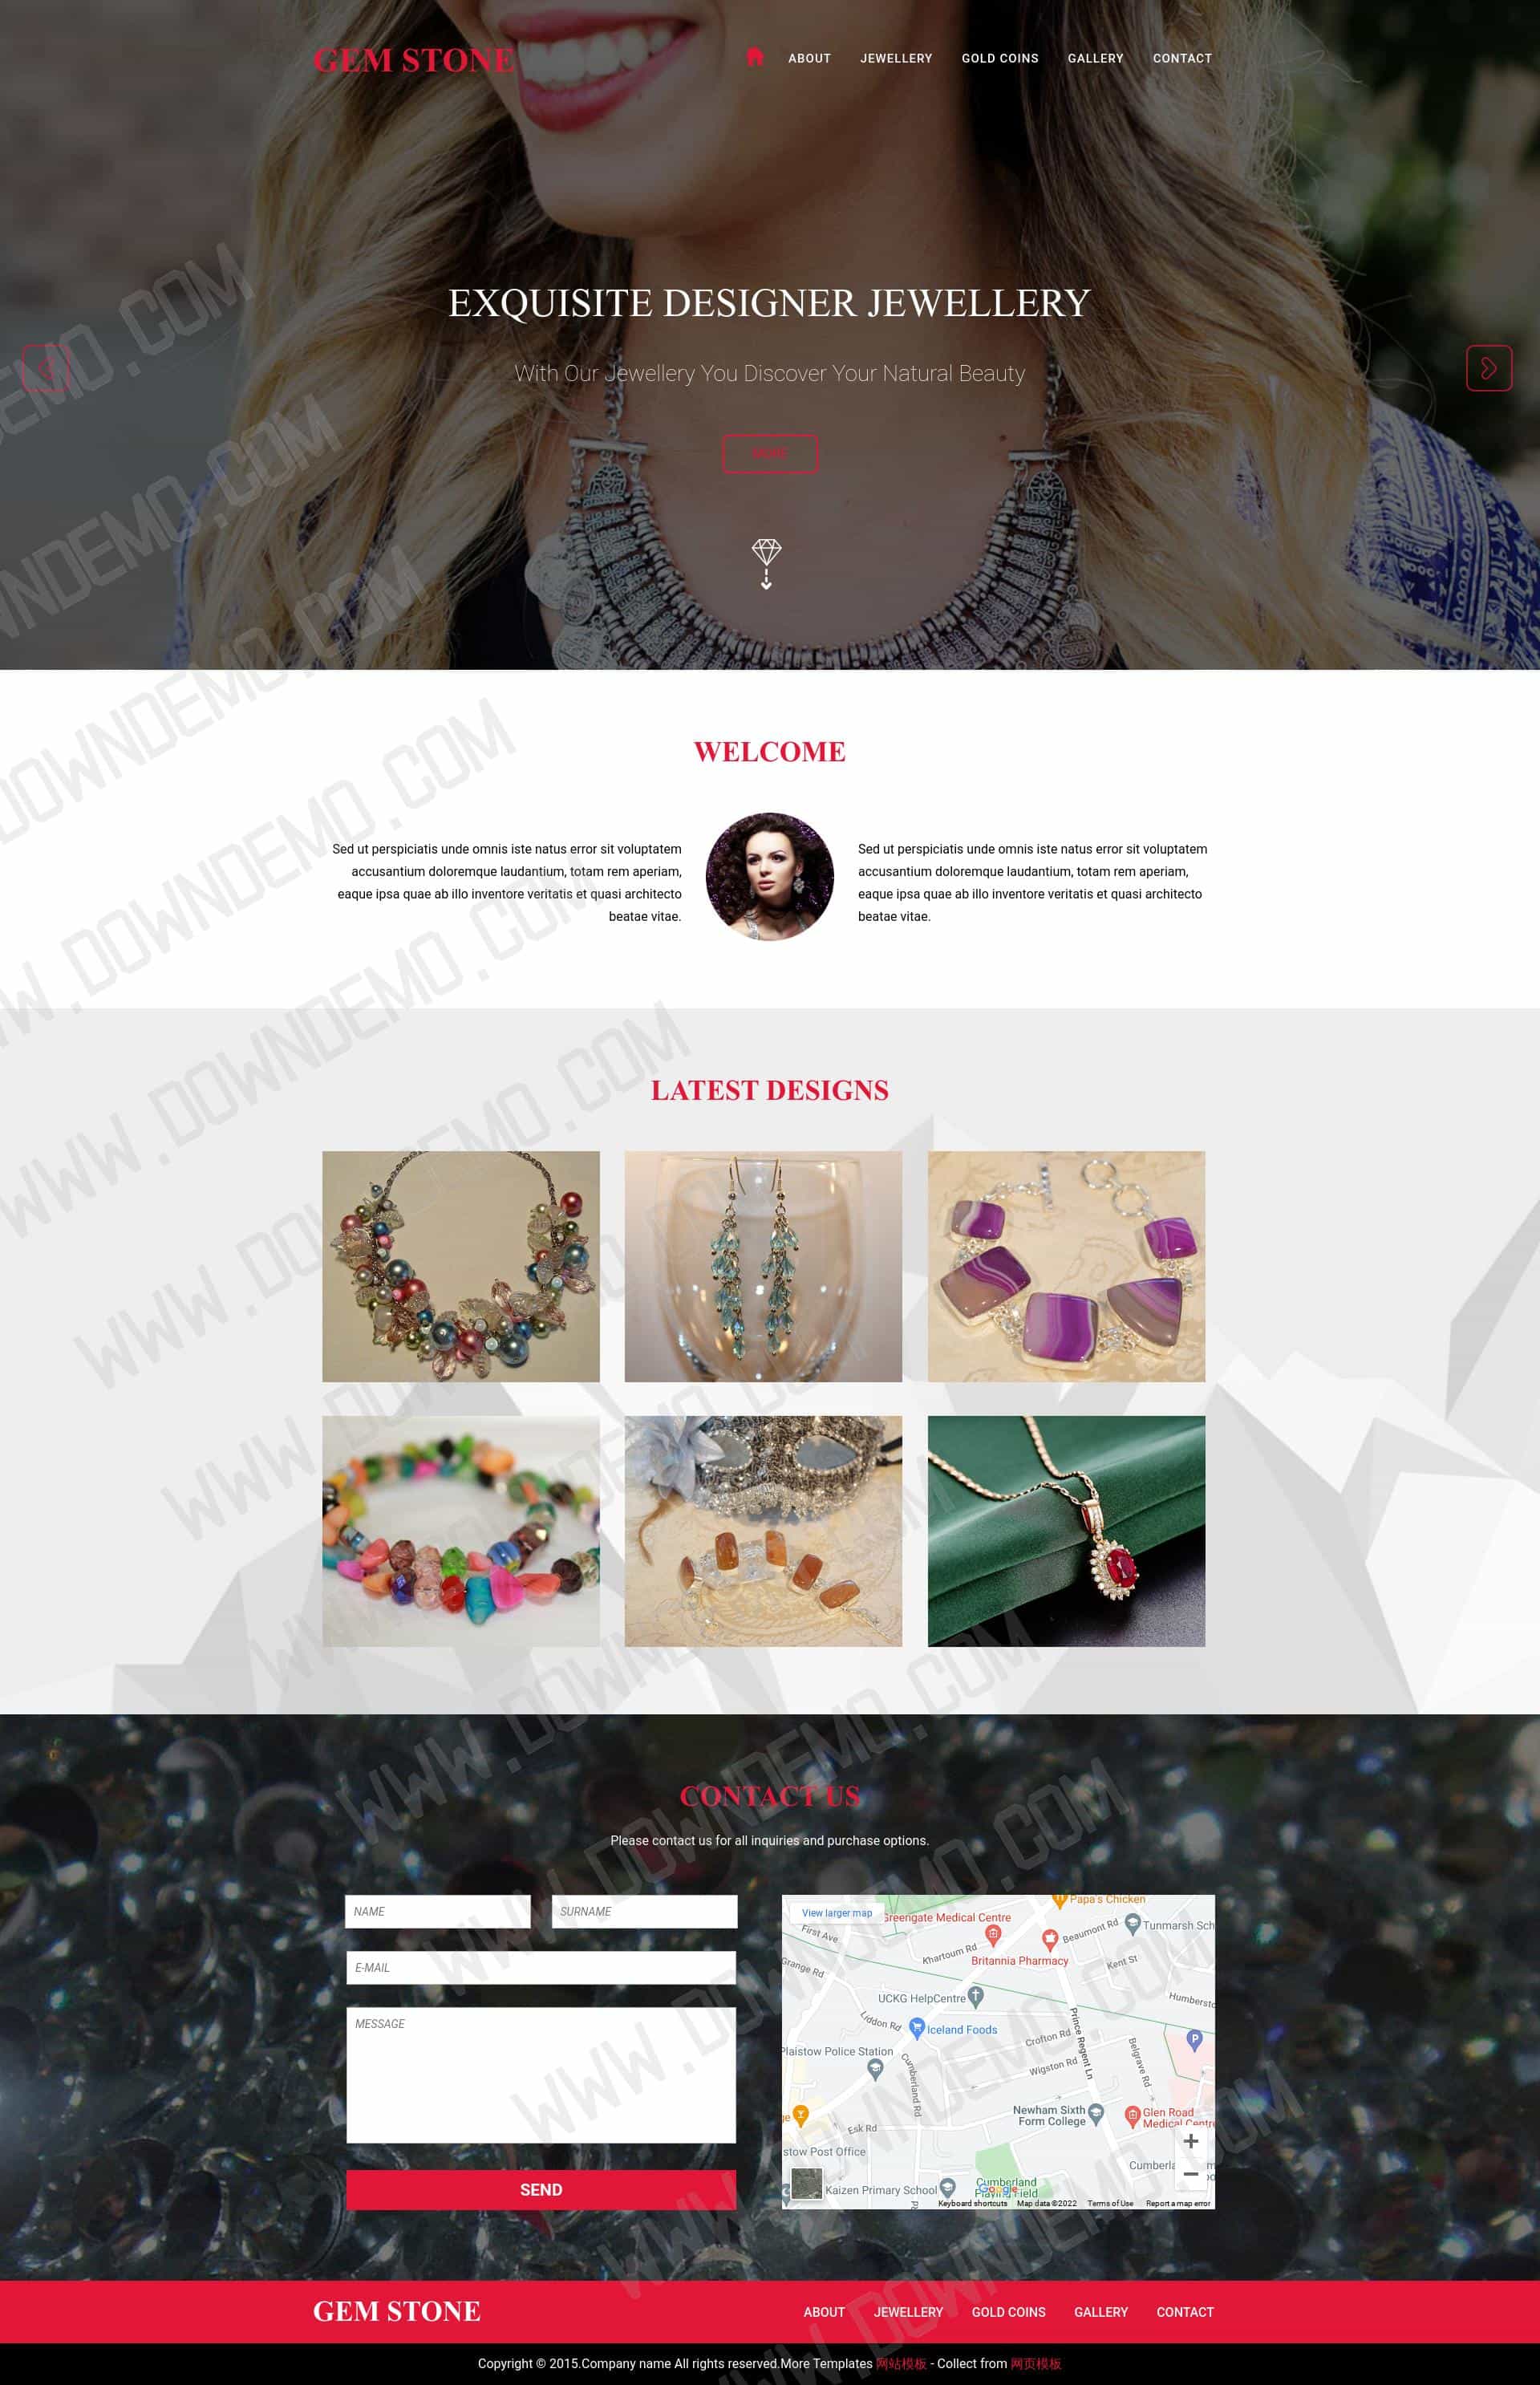 GEM STONE
ABOUT JEWELLERY GOLD COINS GALLERY CONTACT
EXQUISITE DESIGNER JEWELLERY
With Our Jewellery You Discover Your Natural Beauty
MORE
WELCOME
Sed ut perspiciatis unde omnis iste natus error sit voluptatem
accusantium doloremque laudantium, totam rem aperiam,
eaque ipsa quae ab illo inventore veritatis et quasi architecto
beatae vitae.
Sed ut perspiciatis unde omnis iste natus error sit voluptatem
accusantium doloremque laudantium, totam rem aperiam,
eaque ipsa quae ab illo inventore veritatis et quasi architecto
beatae vitae.
LATEST DESIGNS
CONTACT US
Please contact us for all inquiries and purchase options.
NAME
SURNAME
E-MAIL
MESSAGE
SEND
View larger map
Papa's Chicken
Greengate Medical Centre
Beaumont Rd
Tunmarsh Sch
First Ave
Khartoum Rd
Britannia Pharmacy
Kent St
Grange Rd
UCKG HelpCentre
Humbersto
Liddon Rd
Iceland Foods
Prince Regent Ln
Crofton Rd
Plaistow Police Station
Cumberland Rd
Wigston Rd
Belgrave Rd
Newham Sixth
Form College
Glen Road
Medical Centre
Esk Rd
stow Post Office
Kaizen Primary School
Cumberland
Playing Field
Google
Keyboard shortcuts Map data ©2022 Terms of Use Report a map error
GEM STONE
ABOUT JEWELLERY GOLD COINS GALLERY CONTACT
Copyright © 2015.Company name All rights reserved.More Templates 网站模板 - Collect from 网页模板
WWW.DOWNDEMO.COM